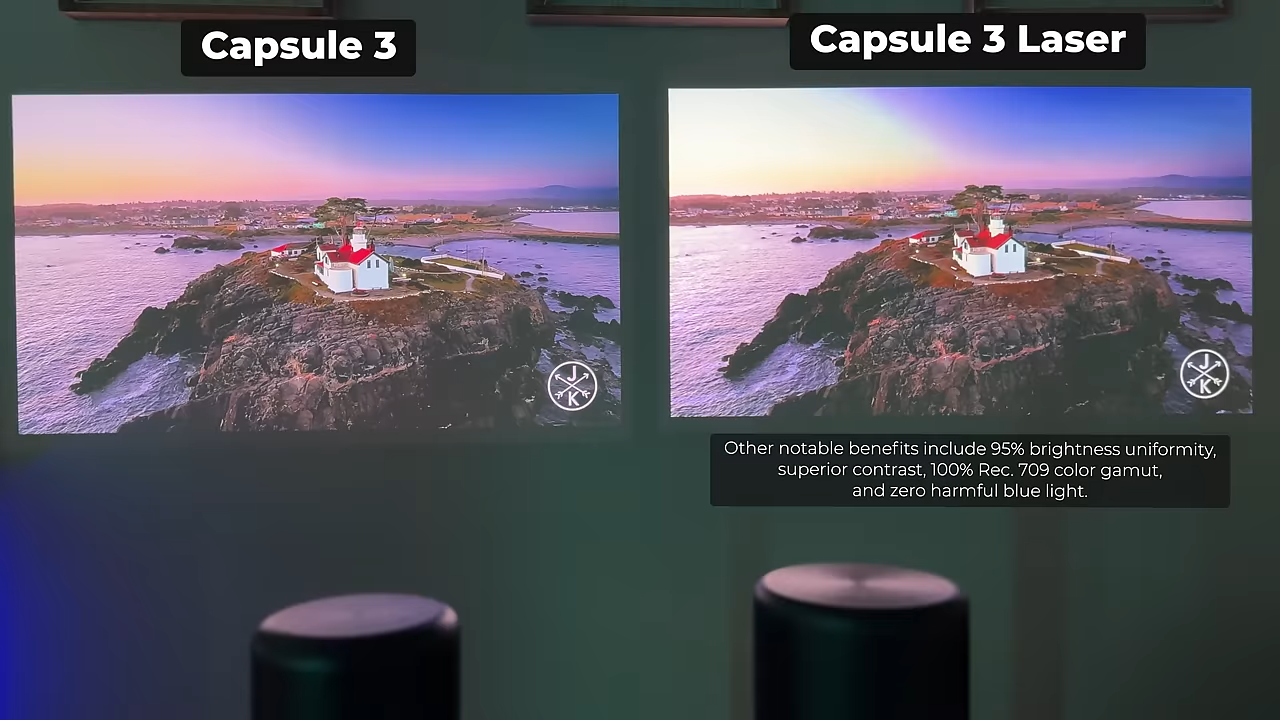 Capsule 3
Capsule 3 Laser
J
K
J
K
Other notable benefits include 95% brightness uniformity,
superior contrast, 100% Rec. 709 color gamut,
and zero harmful blue light.